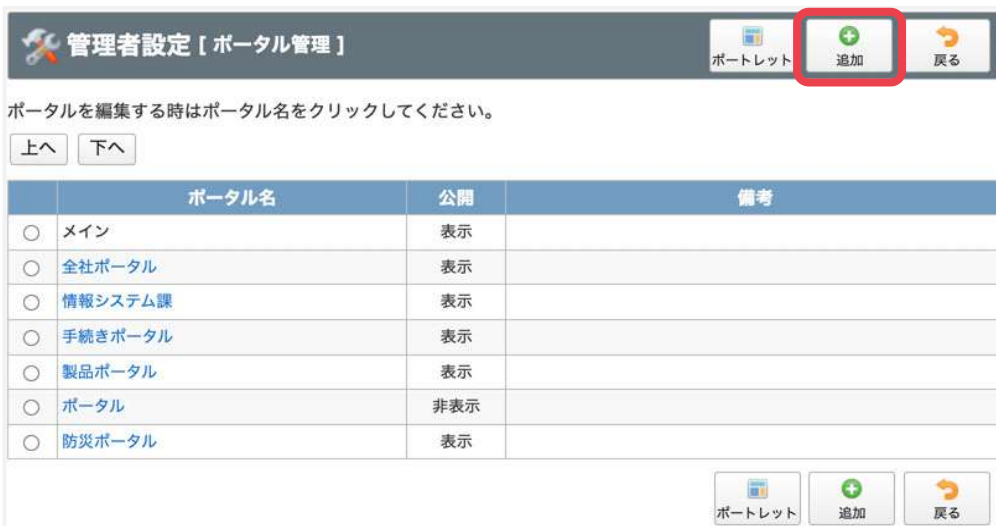 管理者設定 [ ポータル管理 ]
ポートレット
追加
戻る
ポータルを編集する時はポータル名をクリックしてください。
上へ 下へ
ポータル名 公開 備考
メイン 表示
全社ポータル 表示
情報システム課 表示
手続きポータル 表示
製品ポータル 表示
ポータル 非表示
防災ポータル 表示
ポートレット
追加
戻る